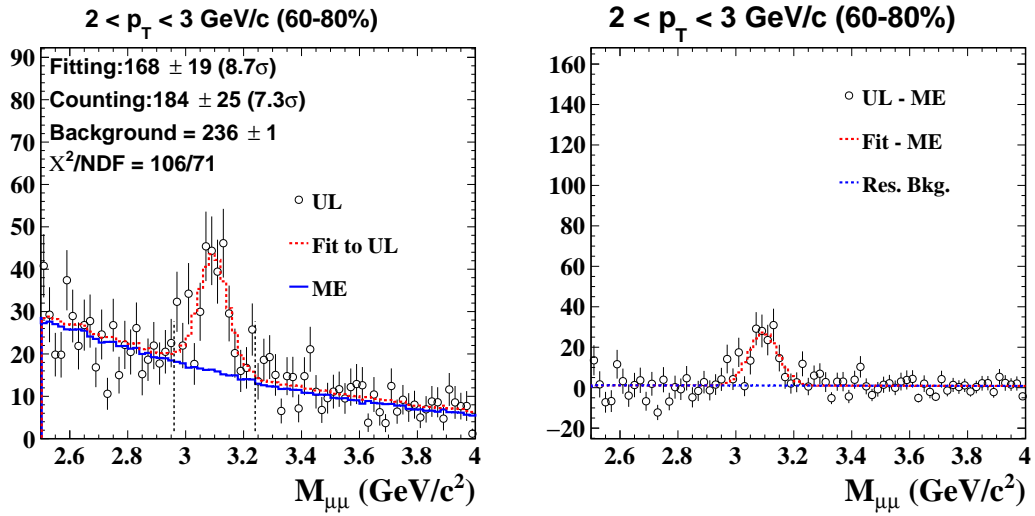 2 < p_T < 3 GeV/c (60-80%)
90
80
70
60
50
40
30
20
10
0
Fitting:168 ± 19 (8.7σ)
Counting:184 ± 25 (7.3σ)
Background = 236 ± 1
Χ²/NDF = 106/71
UL
Fit to UL
ME
2.6 2.8 3 3.2 3.4 3.6 3.8 4
M_μμ (GeV/c²)
2 < p_T < 3 GeV/c (60-80%)
160
140
120
100
80
60
40
20
0
−20
UL - ME
Fit - ME
Res. Bkg.
2.6 2.8 3 3.2 3.4 3.6 3.8 4
M_μμ (GeV/c²)